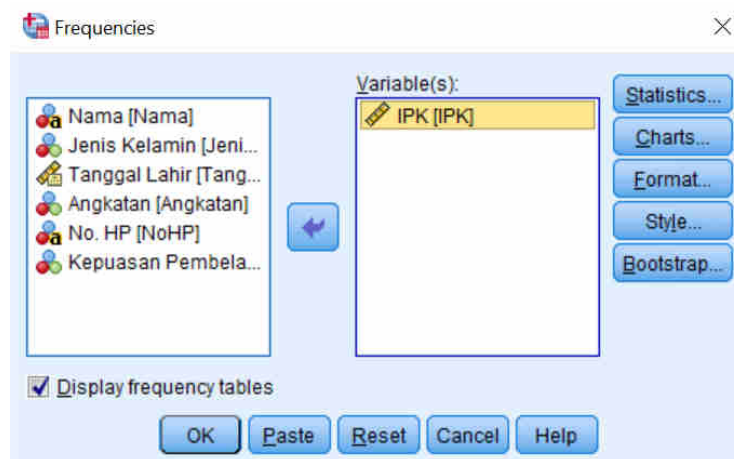 Frequencies
Variable(s):
Nama [Nama]
Jenis Kelamin [Jeni...
Tanggal Lahir [Tang...
Angkatan [Angkatan]
No. HP [NoHP]
Kepuasan Pembela...
IPK [IPK]
Statistics...
Charts...
Format...
Style...
Bootstrap...
Display frequency tables
OK Paste Reset Cancel Help